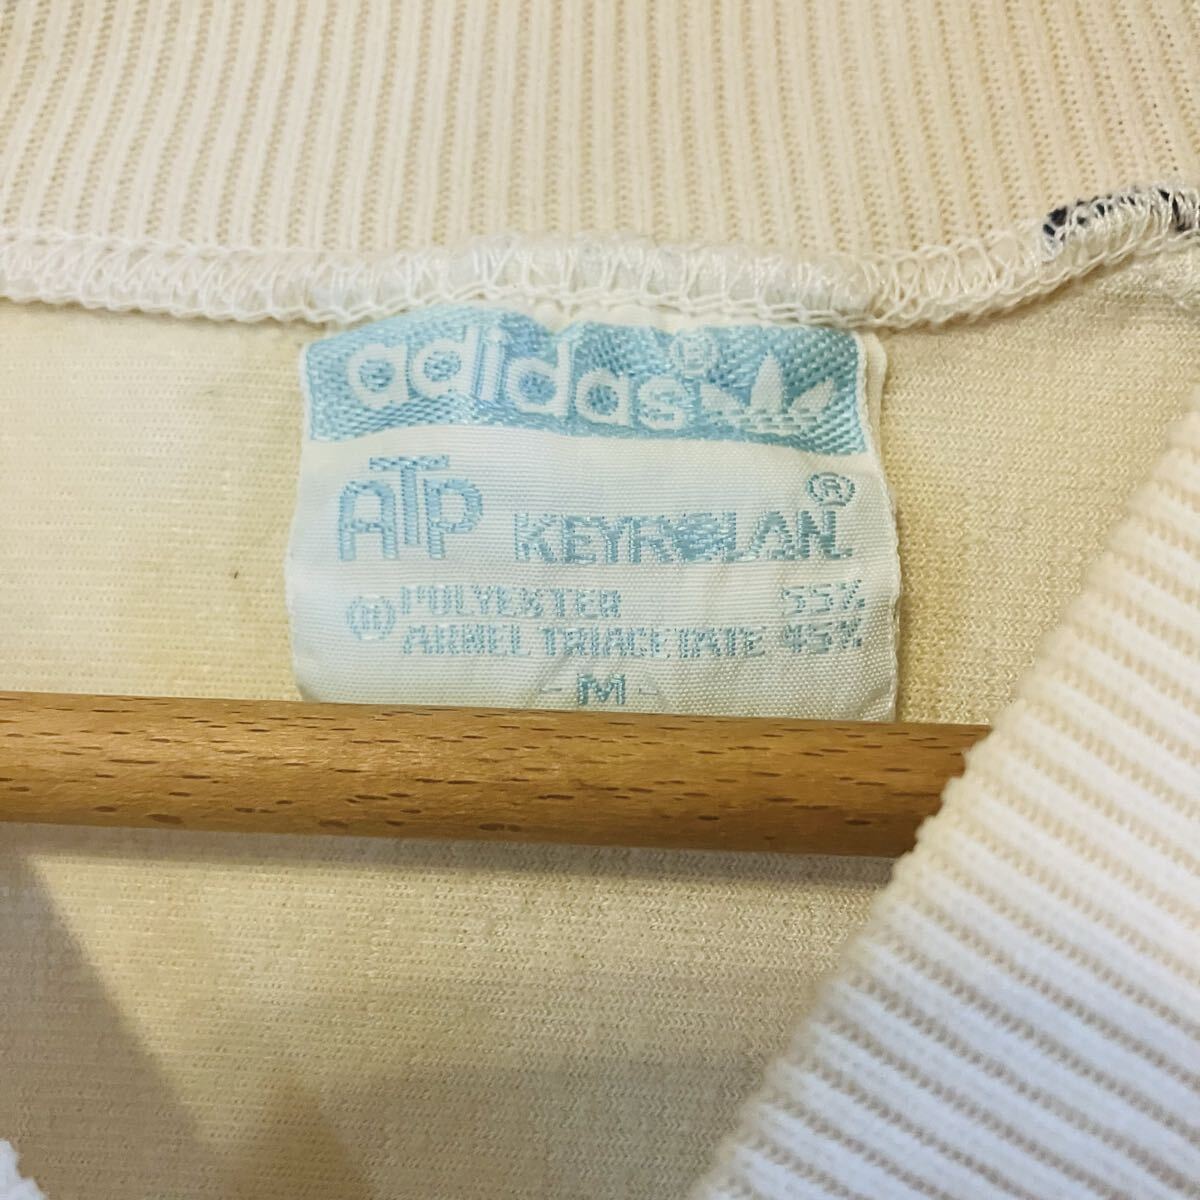 adidas ®
ATP KEYROLAN ®
® POLYESTER 55%
ARNEL TRIACETATE 45%
- M -